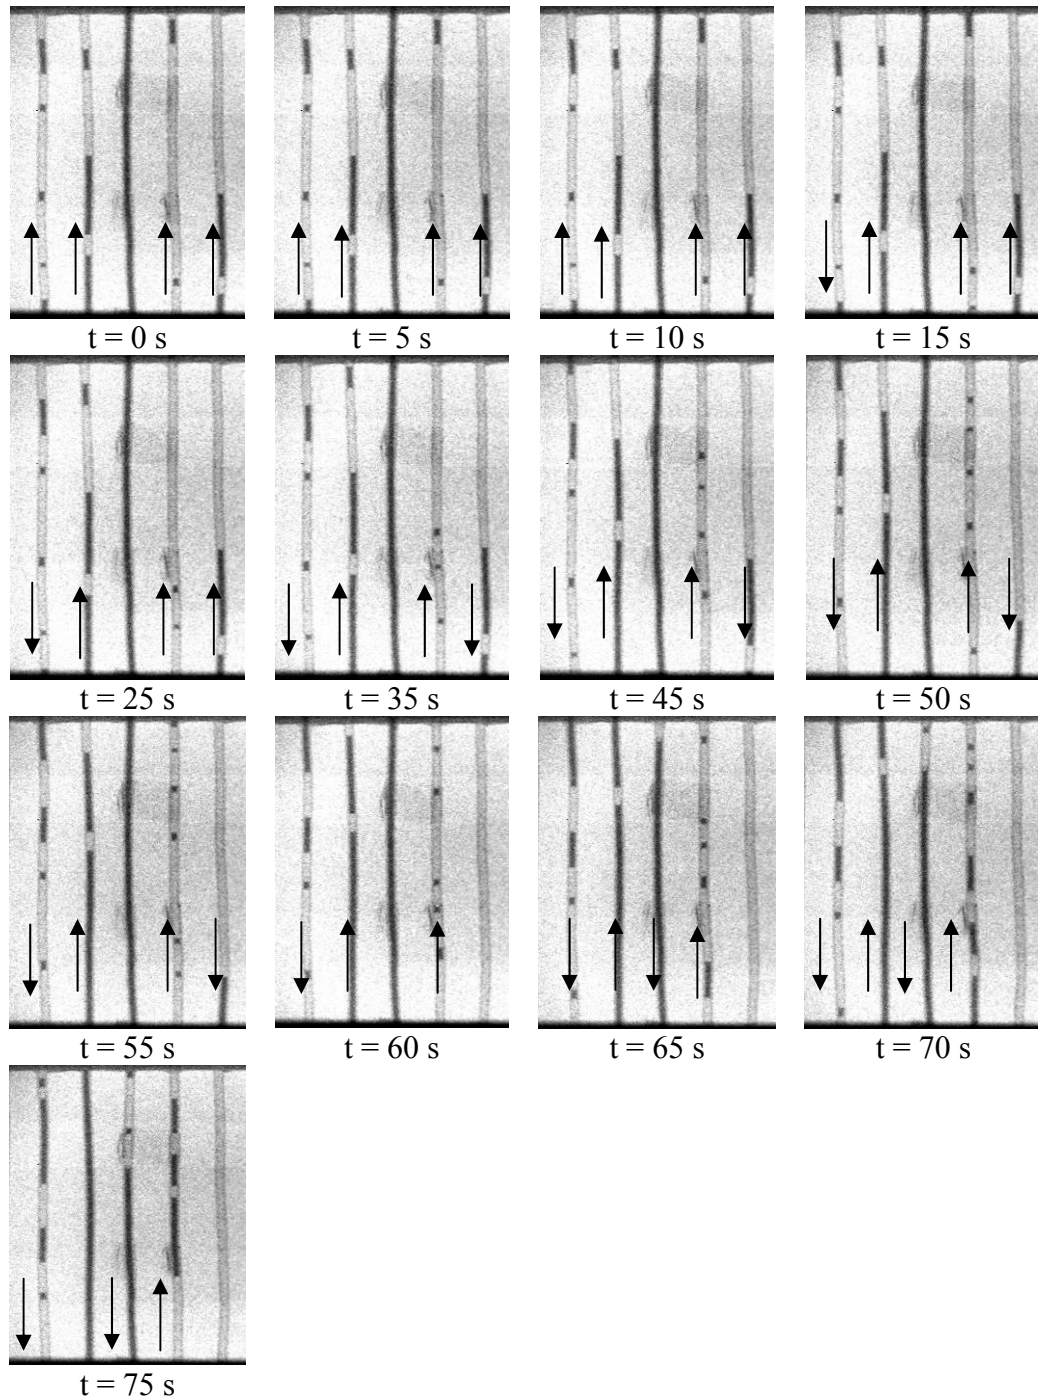 t = 0 s
t = 5 s
t = 10 s
t = 15 s
t = 25 s
t = 35 s
t = 45 s
t = 50 s
t = 55 s
t = 60 s
t = 65 s
t = 70 s
t = 75 s